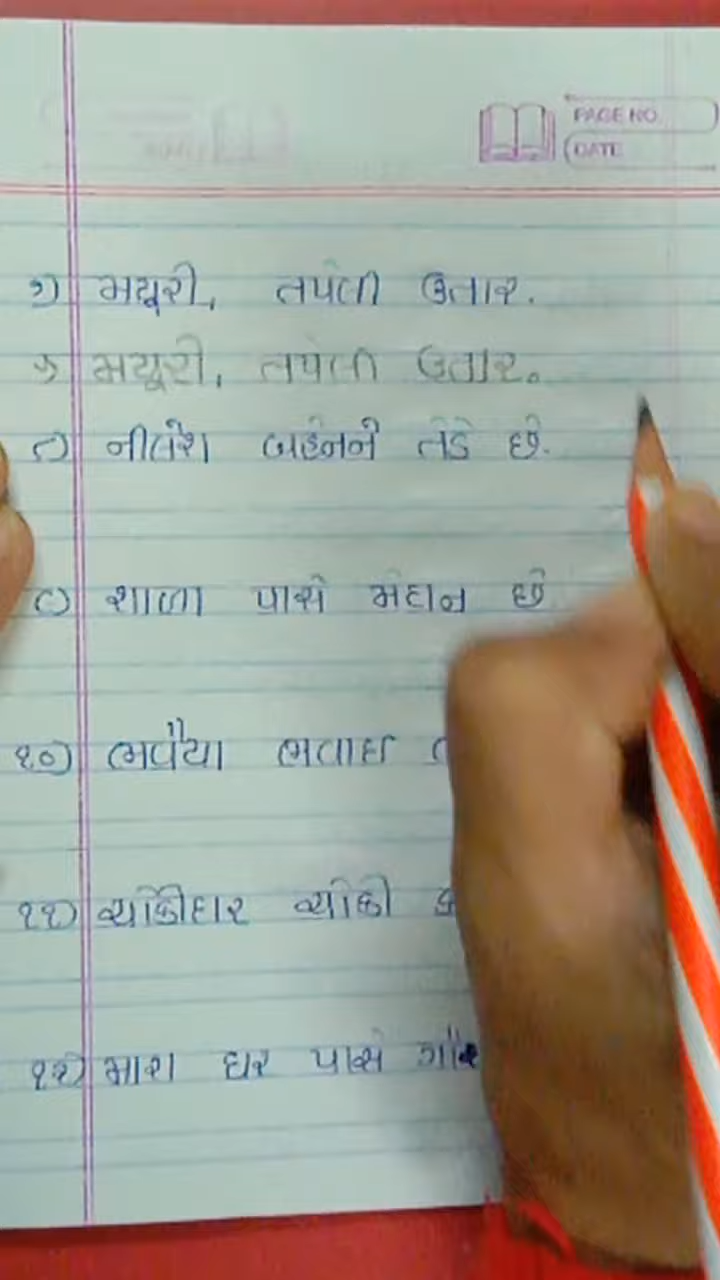 PAGE NO.
DATE
૭) મયૂરી, તપેલી ઉતાર.
૭) મયૂરી, તપેલી ઉતાર.
૮) નીલેશ બહેનને તેડે છે.
૯) શાળા પાસે મેદાન છે
૧૦) ભવૈયા ભવાઈ
૧૧) ચોકીદાર ચોકી
૧૨) મારા ઘર પાસે